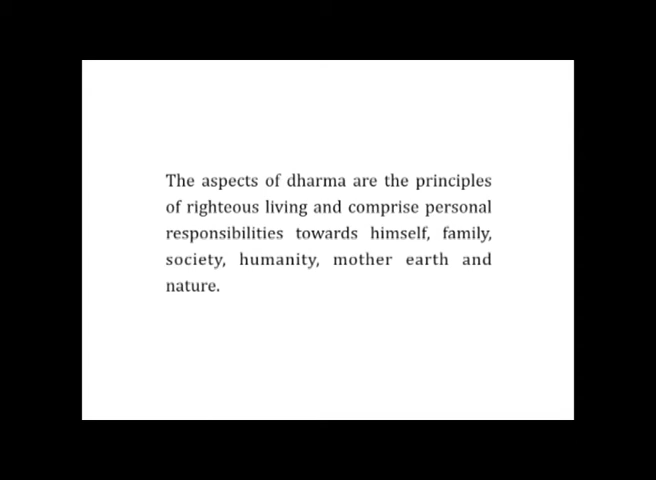 The aspects of dharma are the principles
of righteous living and comprise personal
responsibilities towards himself, family,
society, humanity, mother earth and
nature.